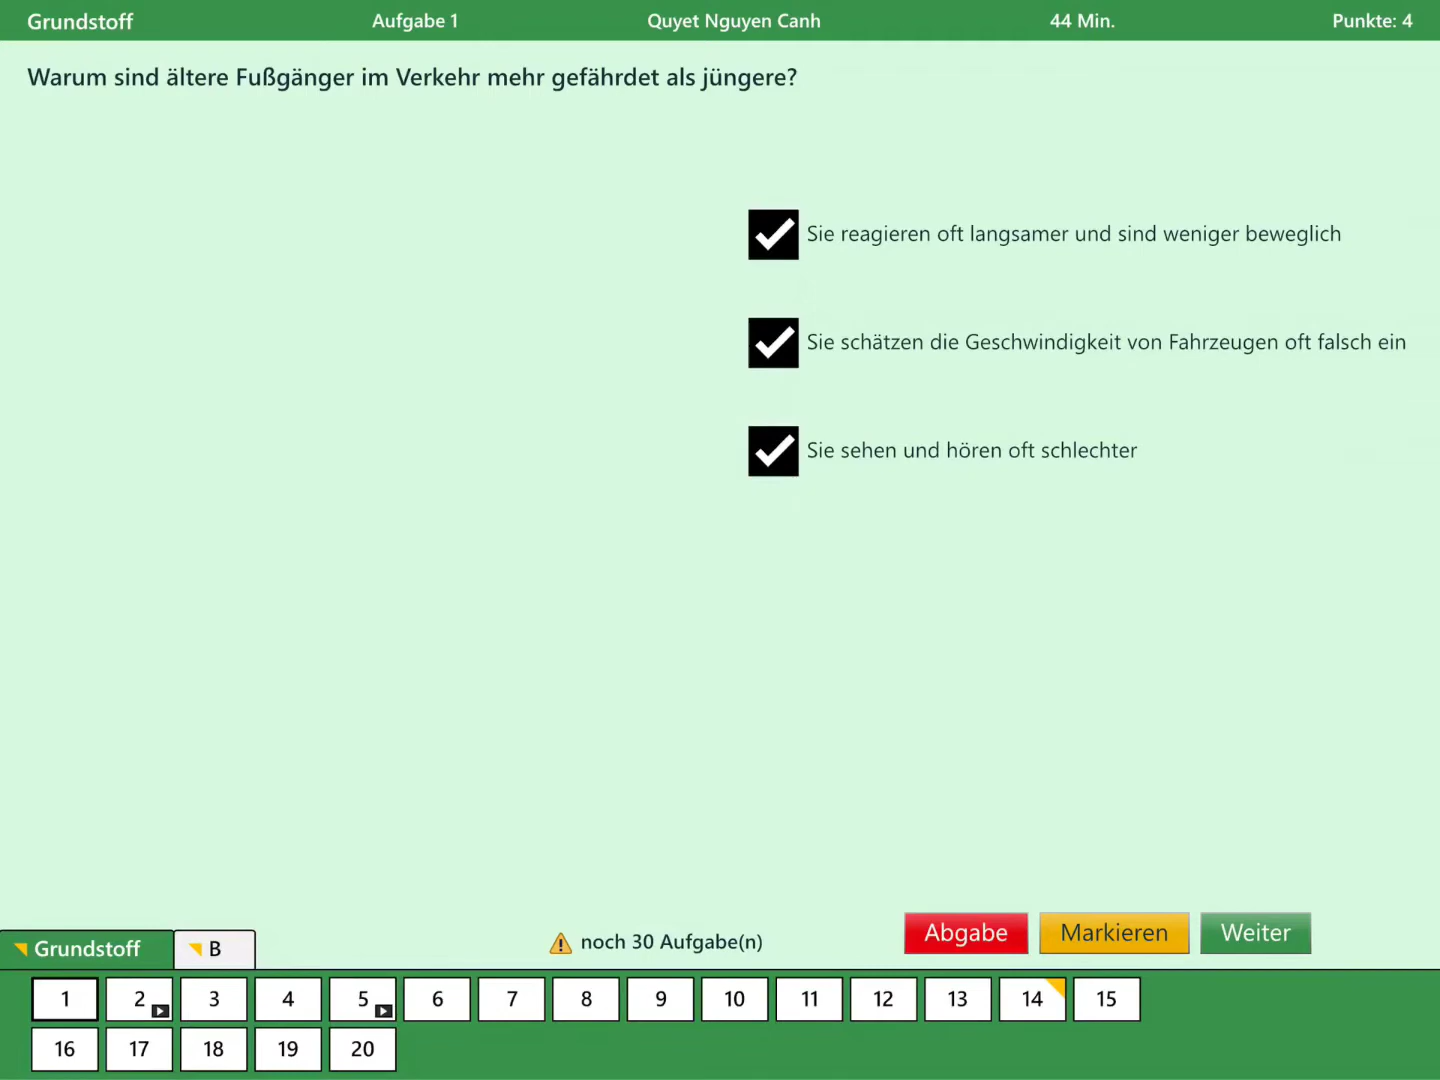 Grundstoff Aufgabe 1 Quyet Nguyen Canh 44 Min. Punkte: 4
Warum sind ältere Fußgänger im Verkehr mehr gefährdet als jüngere?
Sie reagieren oft langsamer und sind weniger beweglich
Sie schätzen die Geschwindigkeit von Fahrzeugen oft falsch ein
Sie sehen und hören oft schlechter
Grundstoff B noch 30 Aufgabe(n) Abgabe Markieren Weiter
1 2 3 4 5 6 7 8 9 10 11 12 13 14 15
16 17 18 19 20